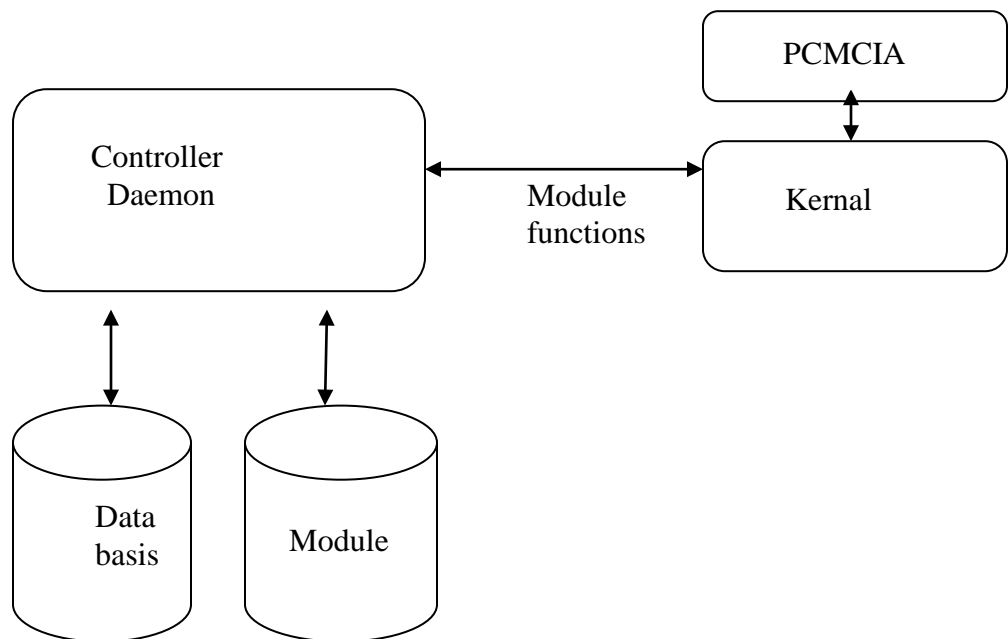 PCMCIA
Controller
Daemon
Module
functions
Kernal
Data
basis
Module